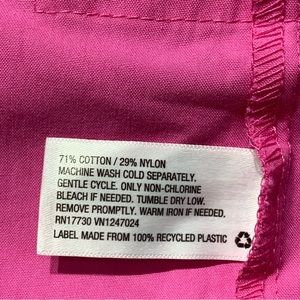 71% COTTON / 29% NYLON
MACHINE WASH COLD SEPARATELY.
GENTLE CYCLE. ONLY NON-CHLORINE
BLEACH IF NEEDED. TUMBLE DRY LOW.
REMOVE PROMPTLY. WARM IRON IF NEEDED.
RN17730 VN1247024
LABEL MADE FROM 100% RECYCLED PLASTIC